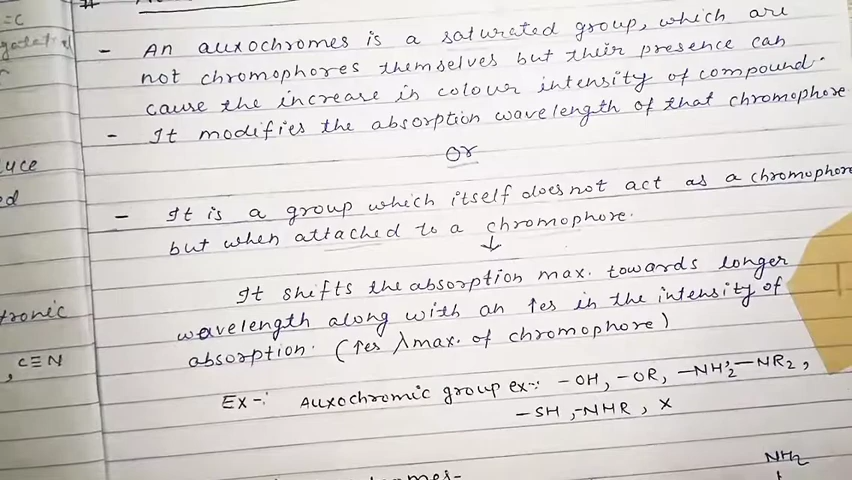 =C
- An auxochromes is a saturated group, which are
not chromophores themselves but their presence can
cause the increase in colour intensity of compound.
- It modifies the absorption wavelength of that chromophore
Or
- It is a group which itself does not act as a chromophore
but when attached to a chromophore.
↓
It shifts the absorption max. towards longer
wavelength along with an ↑es in the intensity of
absorption. (↑es λmax. of chromophore)
Ex-: Auxochromic group ex:- -OH, -OR, -NH2, -NR2,
-SH, -NHR, X
uce
ed
tronic
, C≡N
NH2